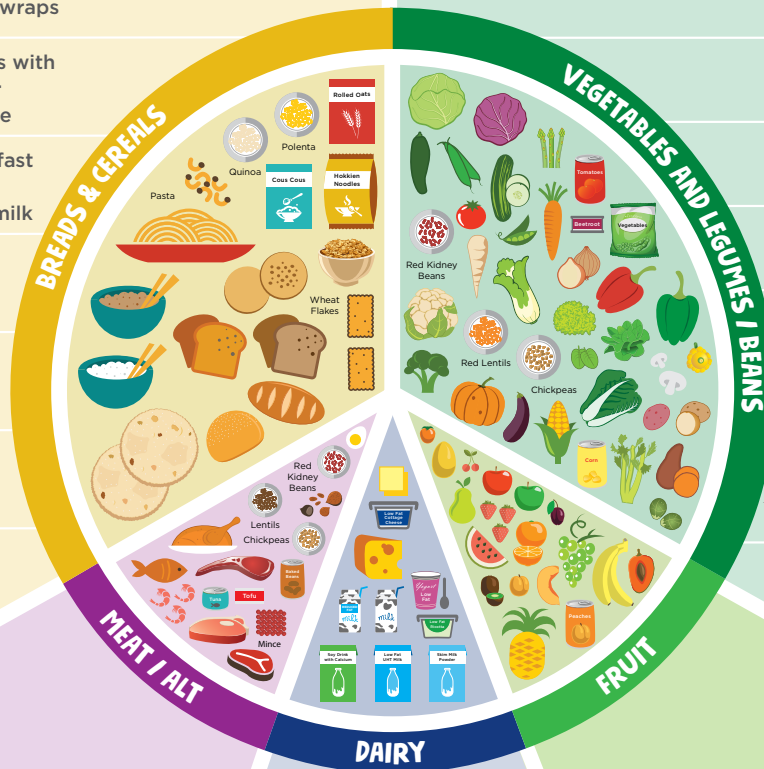 wraps
s with
e
fast
milk
BREADS & CEREALS
Rolled Oats
Polenta
Quinoa
Cous Cous
Hokkien
Noodles
Pasta
Wheat
Flakes
VEGETABLES AND LEGUMES / BEANS
Tomatoes
Beetroot
Vegetables
Red Kidney
Beans
Red Lentils
Chickpeas
Corn
MEAT / ALT
Red
Kidney
Beans
Lentils
Chickpeas
Baked
Beans
Tuna
Tofu
Mince
DAIRY
Low Fat
Cottage
Cheese
Yogurt
Low
Fat
milk
milk
Low Fat
Ricotta
Soy Drink
with Calcium
Low Fat
UHT Milk
Skim Milk
Powder
FRUIT
Peaches